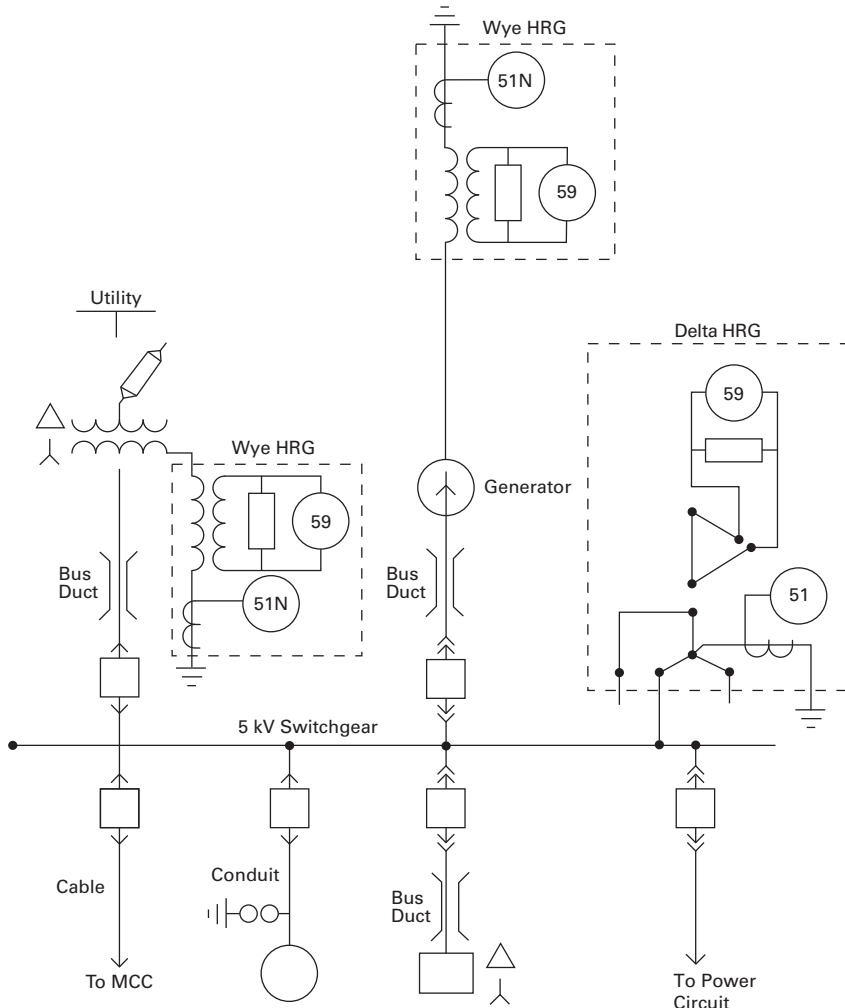 Wye HRG
51N
59
Utility
Delta HRG
59
Wye HRG
59
Generator
Bus
Duct
51N
Bus
Duct
51
5 kV Switchgear
Cable
Conduit
Bus
Duct
To MCC
To Power
Circuit